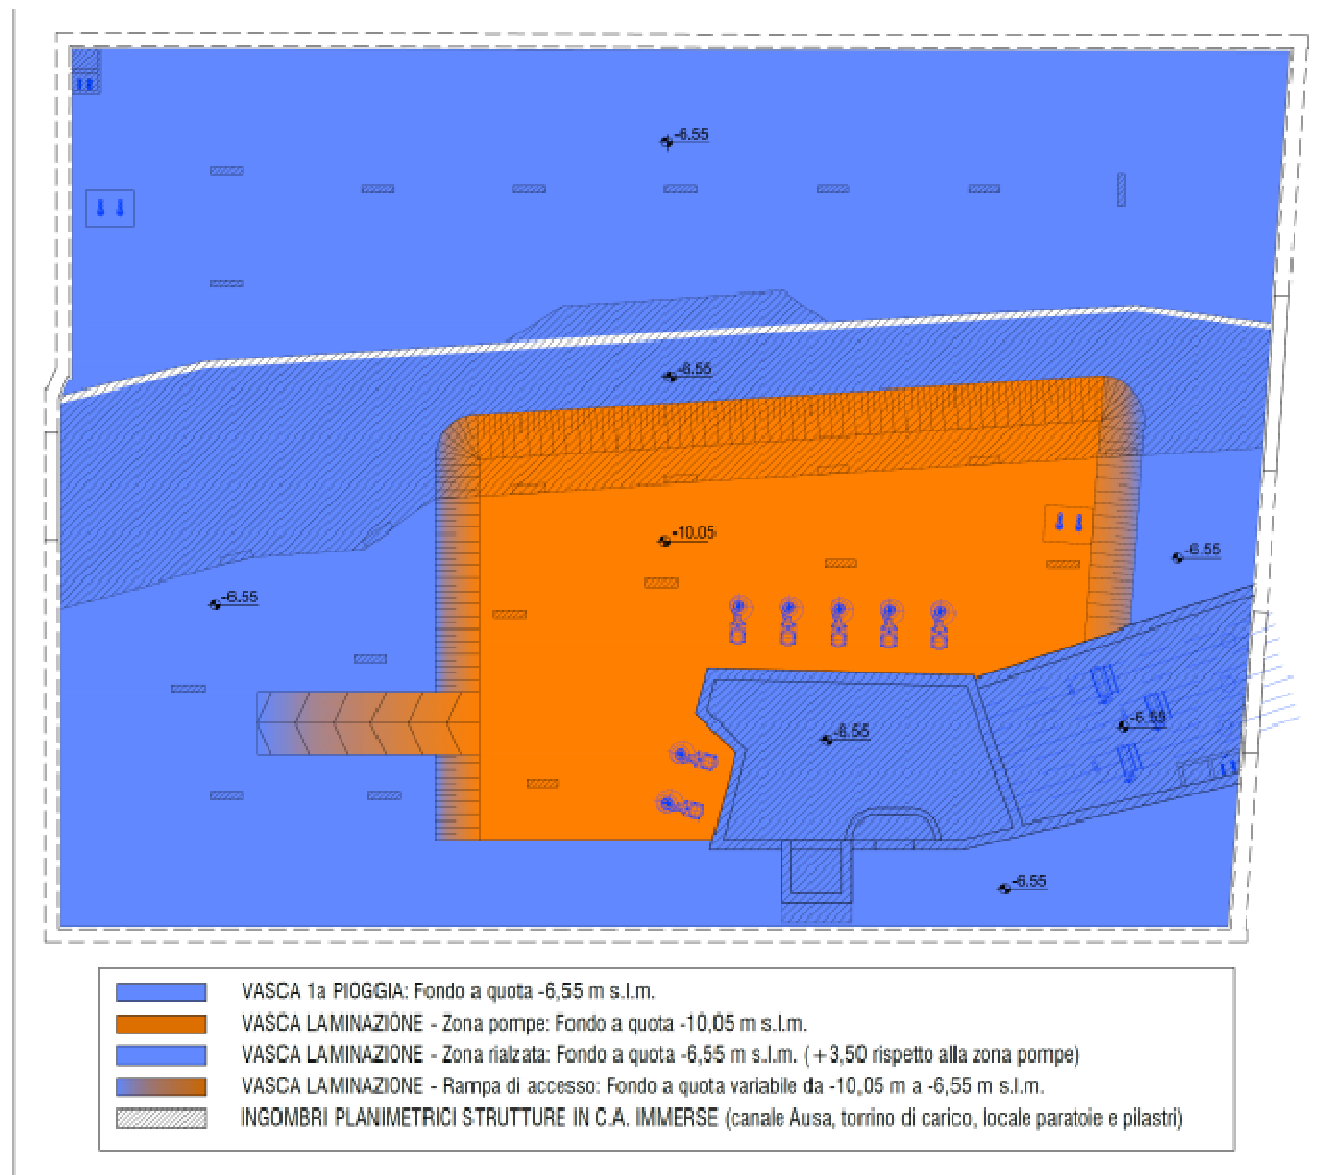 -6.55
-6.55
-10.05
-6.55
-6.55
-6.55
-6.55
-6.55
VASCA 1a PIOGGIA: Fondo a quota -6,55 m s.l.m.
VASCA LAMINAZIONE - Zona pompe: Fondo a quota -10,05 m s.l.m.
VASCA LAMINAZIONE - Zona rialzata: Fondo a quota -6,55 m s.l.m. (+3,50 rispetto alla zona pompe)
VASCA LAMINAZIONE - Rampa di accesso: Fondo a quota variabile da -10,05 m a -6,55 m s.l.m.
INGOMBRI PLANIMETRICI STRUTTURE IN C.A. IMMERSE (canale Ausa, torrino di carico, locale paratoie e pilastri)